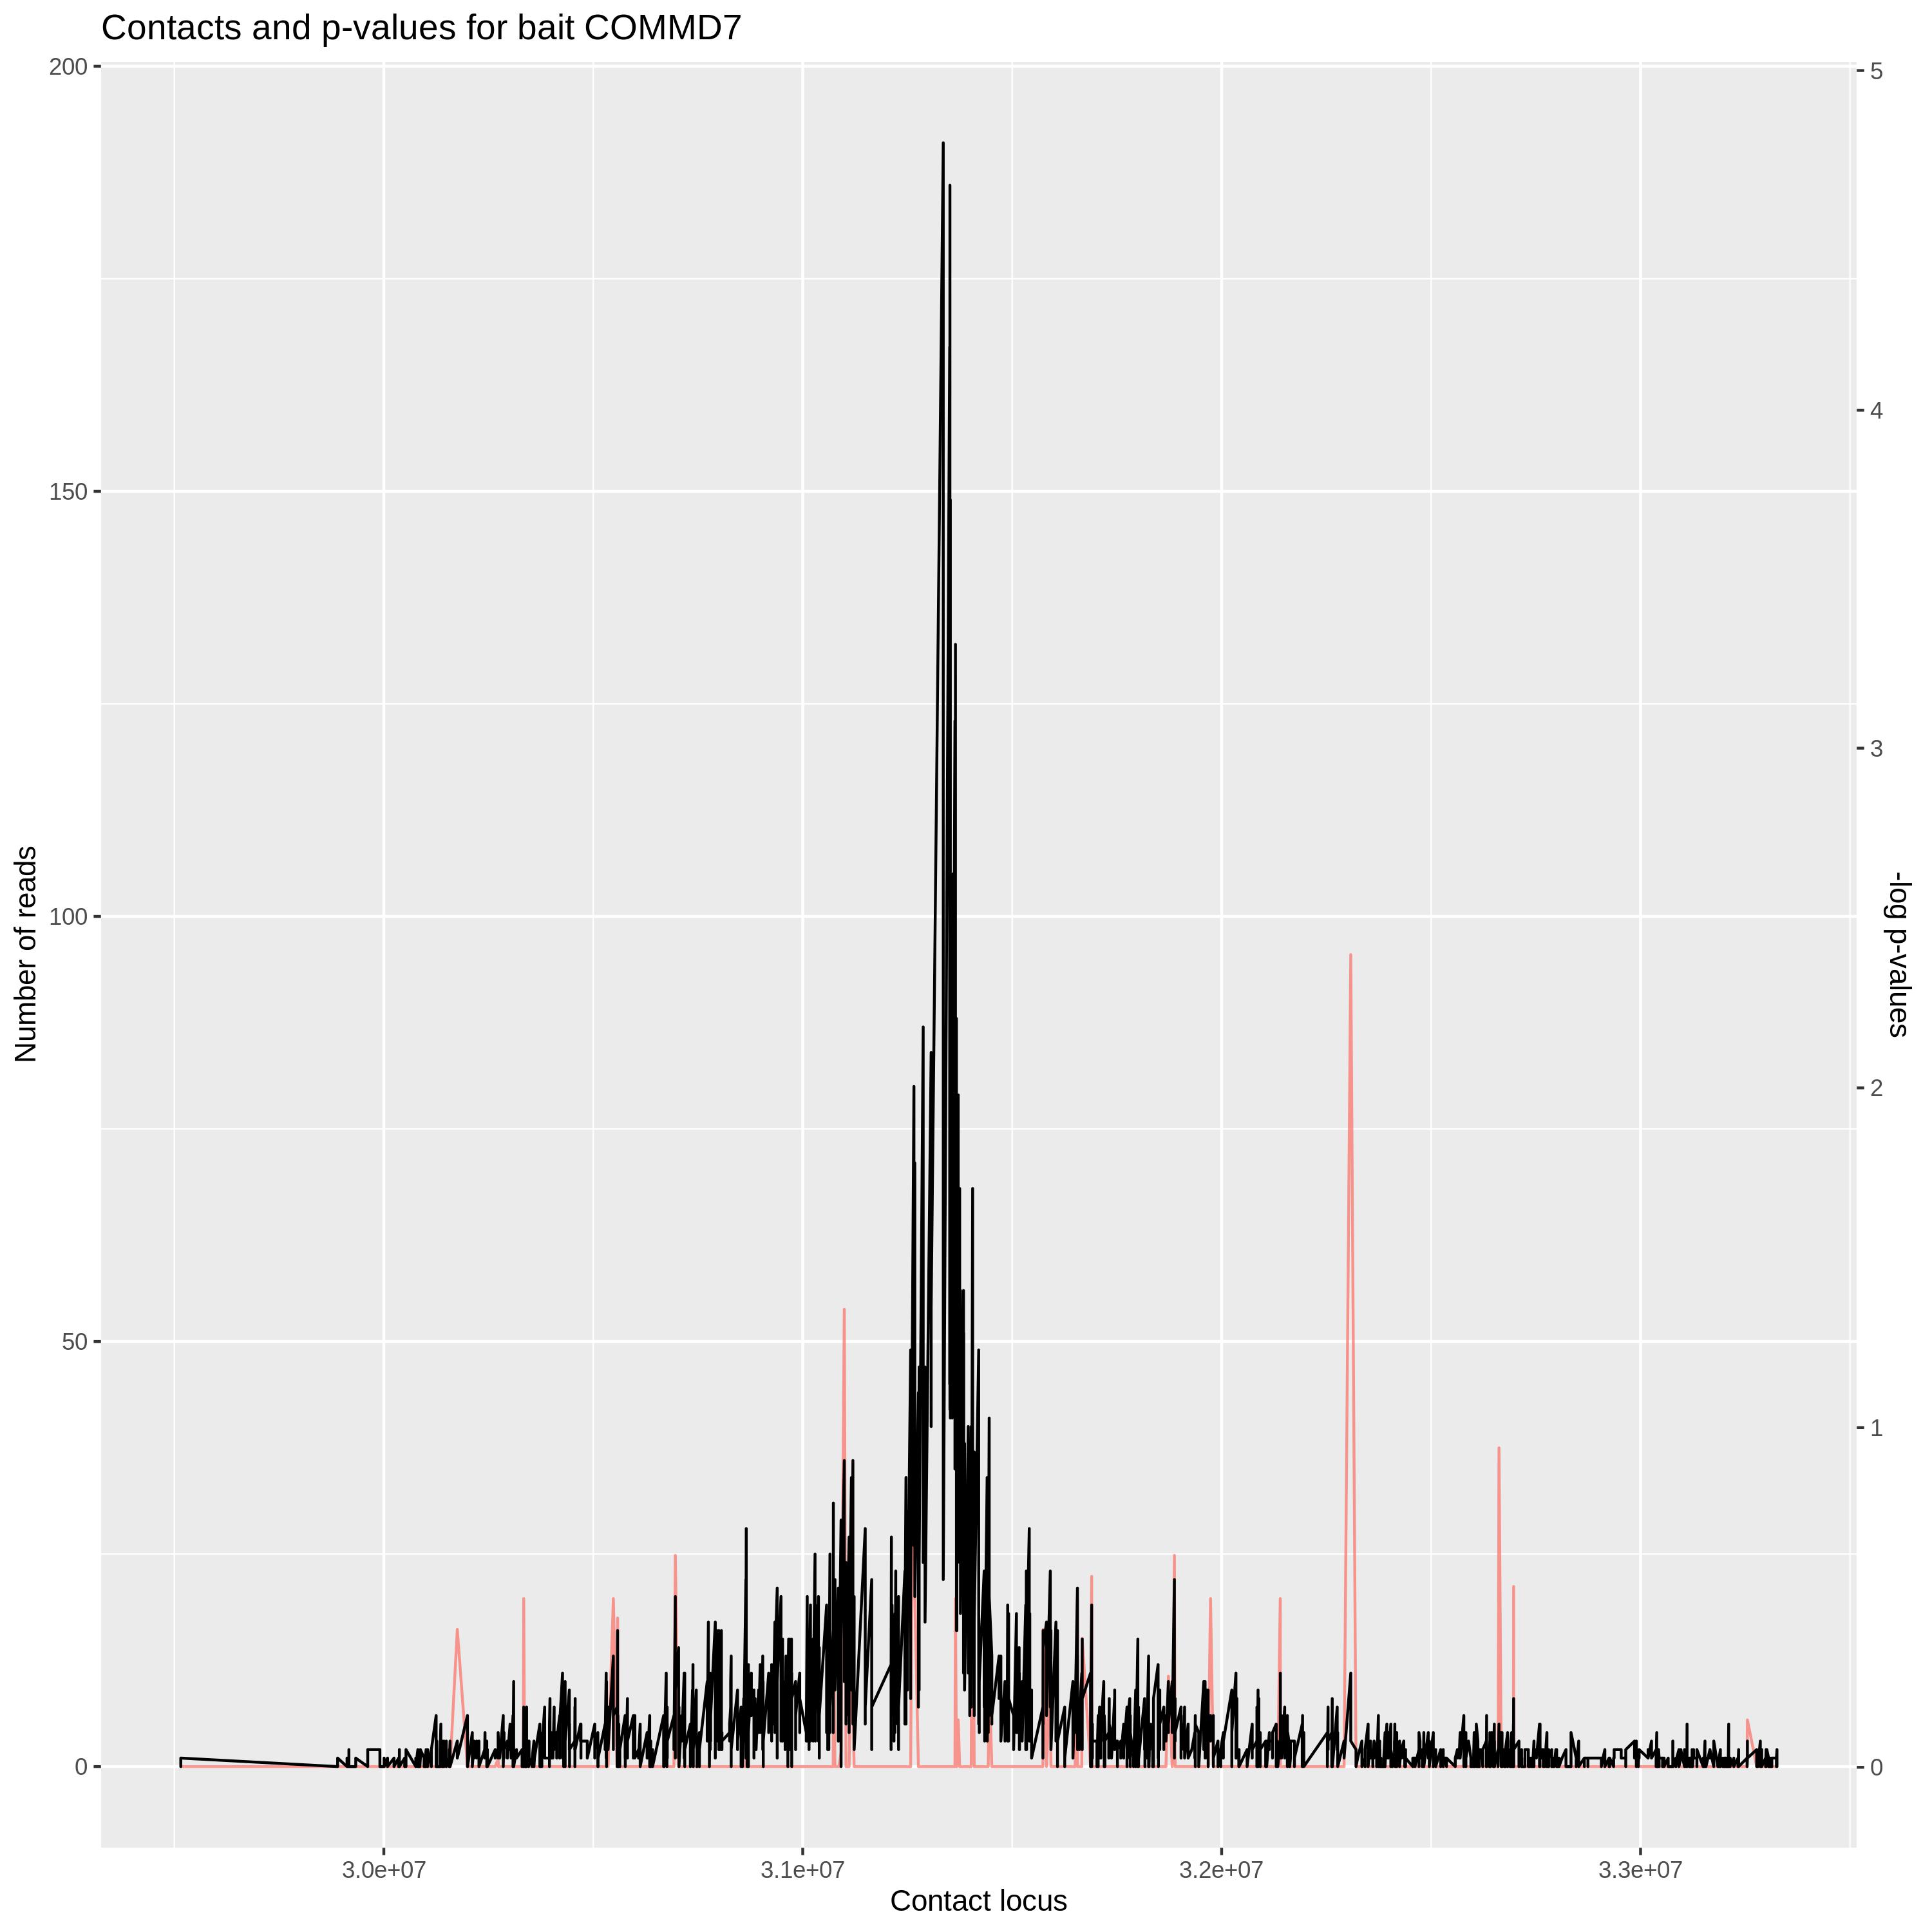 Contacts and p-values for bait COMMD7
200
150
100
50
0
Number of reads
5
4
3
2
1
0
-log p-values
3.0e+07
3.1e+07
3.2e+07
3.3e+07
Contact locus